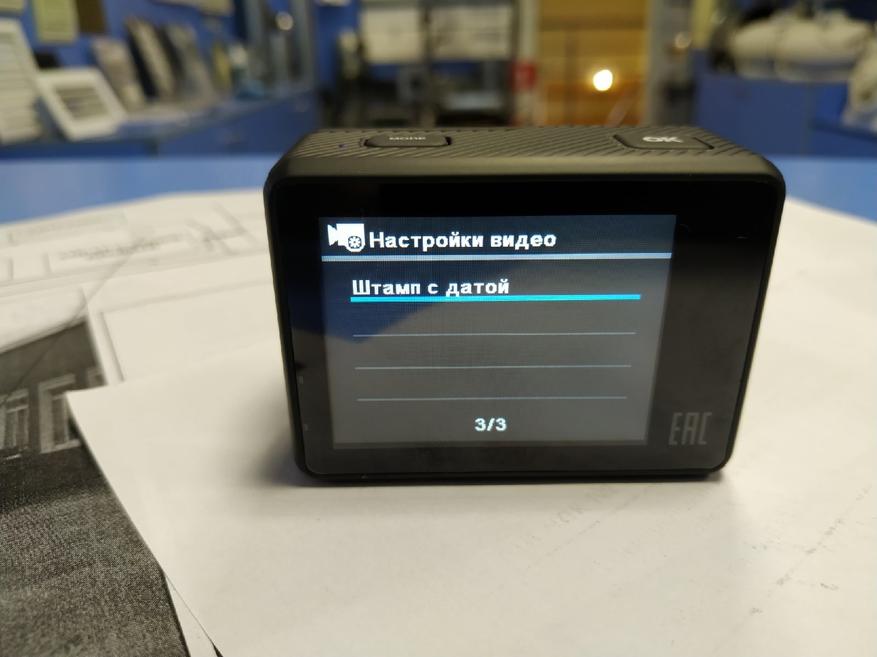 MODE
OK
Настройки видео
Штамп с датой
3/3
EAC